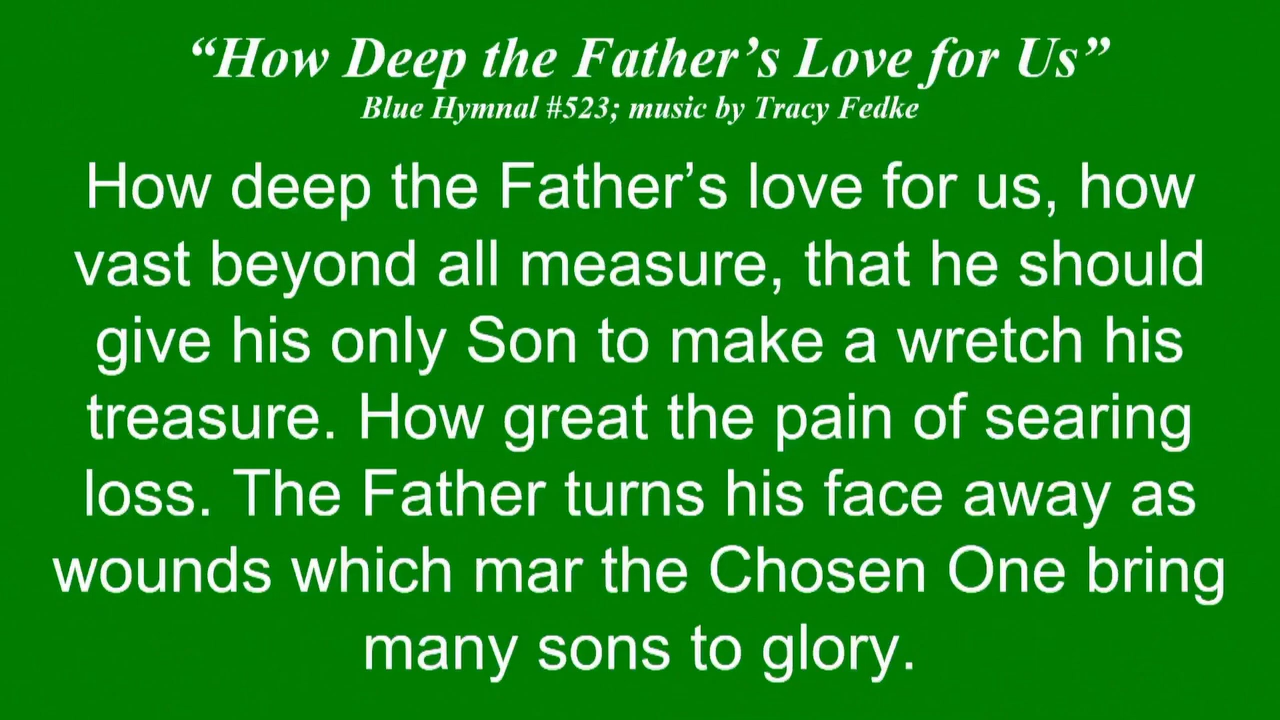 “How Deep the Father’s Love for Us”
Blue Hymnal #523; music by Tracy Fedke
How deep the Father’s love for us, how
vast beyond all measure, that he should
give his only Son to make a wretch his
treasure. How great the pain of searing
loss. The Father turns his face away as
wounds which mar the Chosen One bring
many sons to glory.